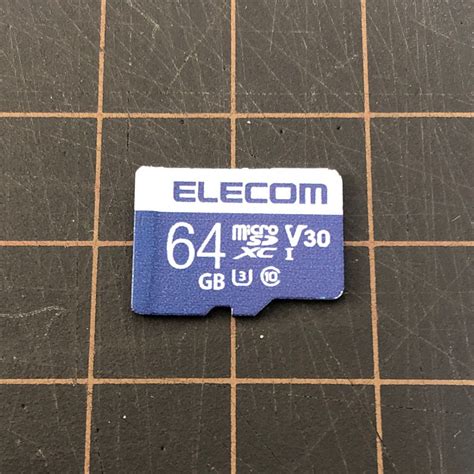 ELECOM
64 micro SD XC V30
I
GB 3 10